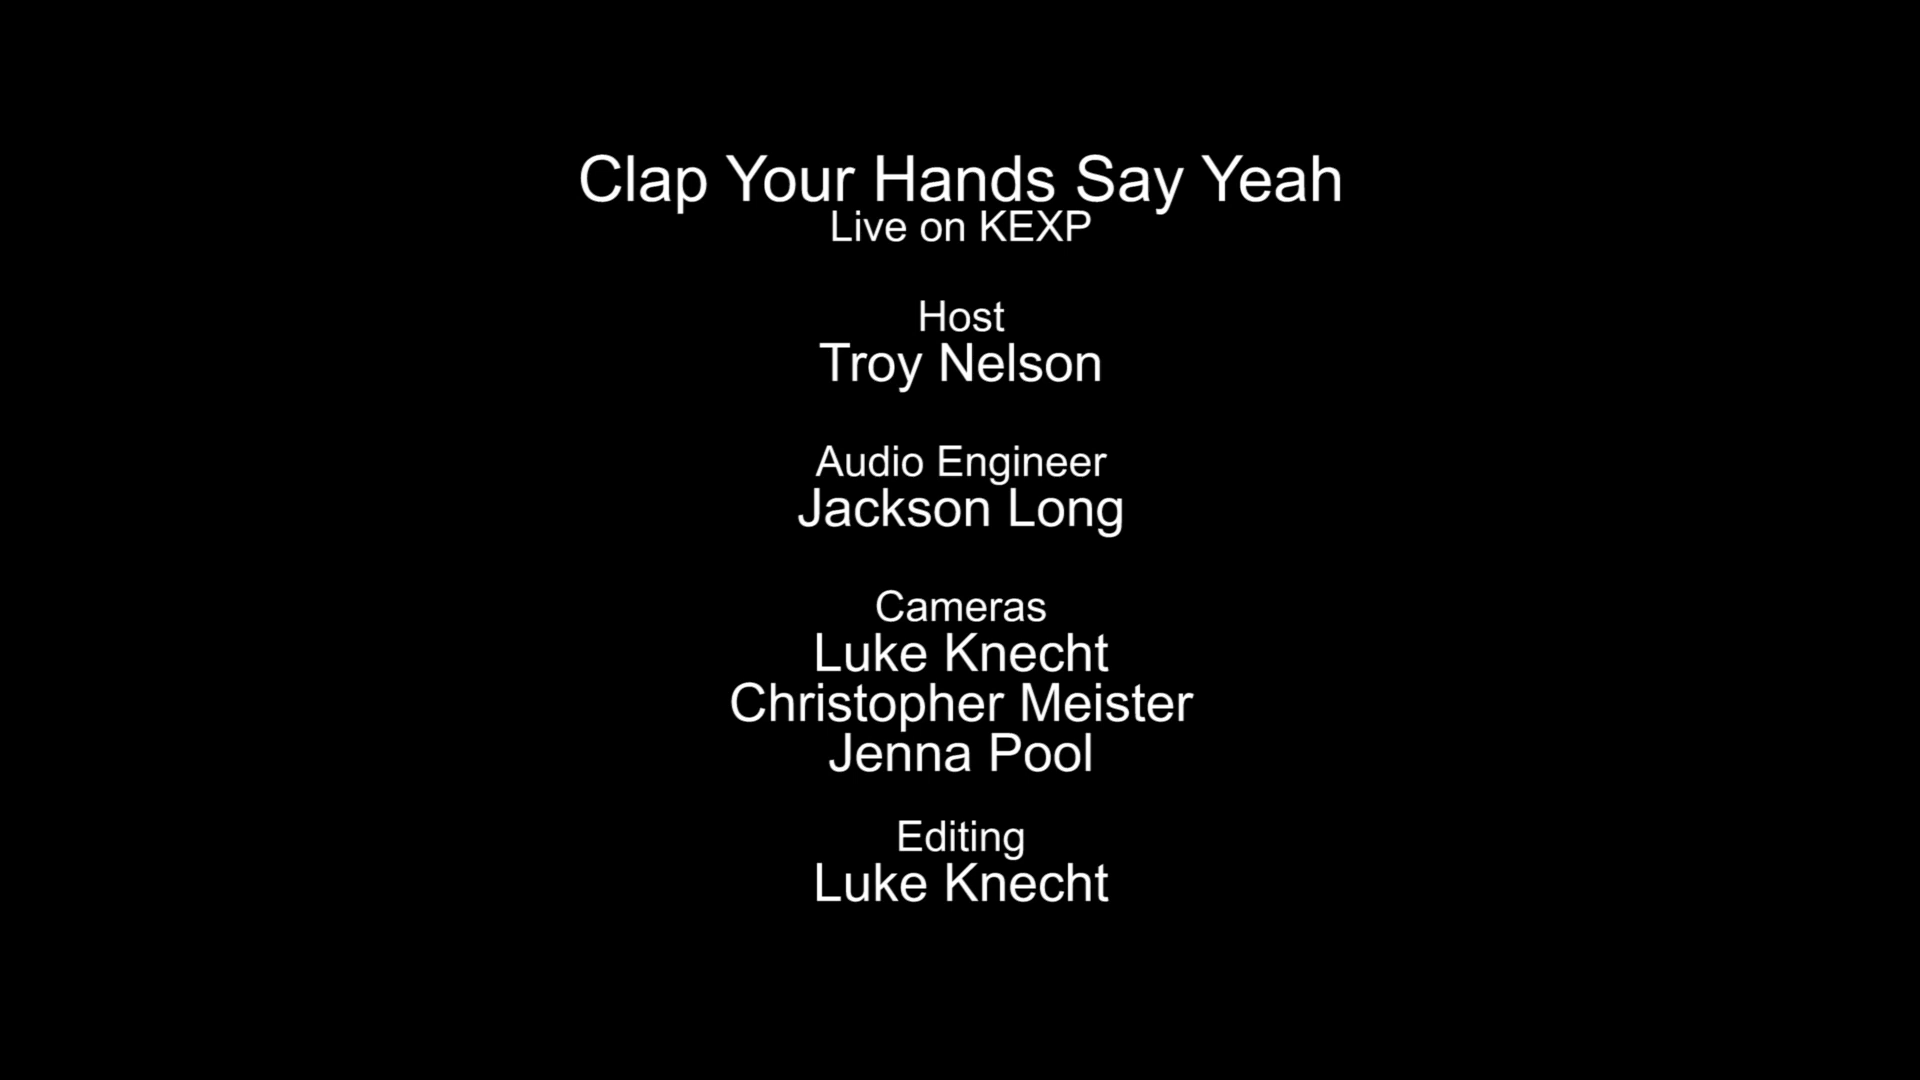 Clap Your Hands Say Yeah
Live on KEXP
Host
Troy Nelson
Audio Engineer
Jackson Long
Cameras
Luke Knecht
Christopher Meister
Jenna Pool
Editing
Luke Knecht